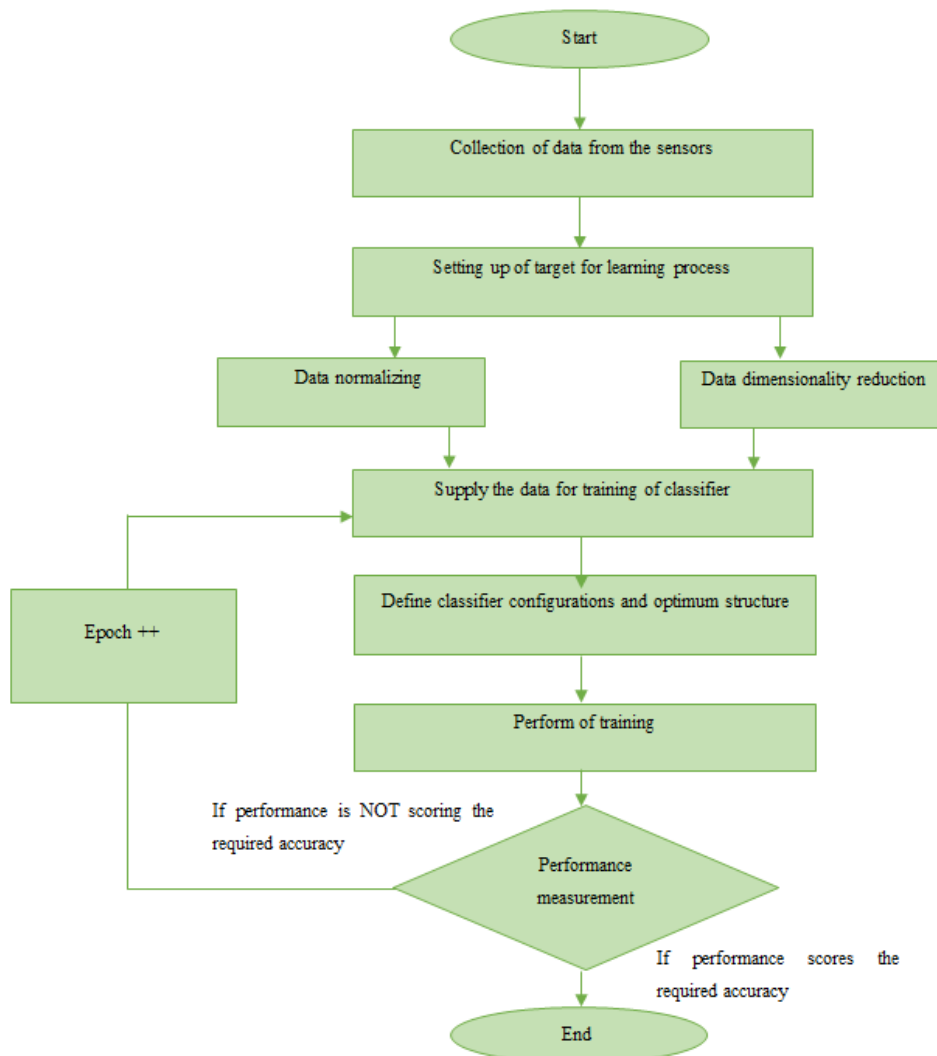 Start
Collection of data from the sensors
Setting up of target for learning process
Data normalizing
Data dimensionality reduction
Supply the data for training of classifier
Define classifier configurations and optimum structure
Epoch ++
Perform of training
If performance is NOT scoring the
required accuracy
Performance
measurement
If performance scores the
required accuracy
End